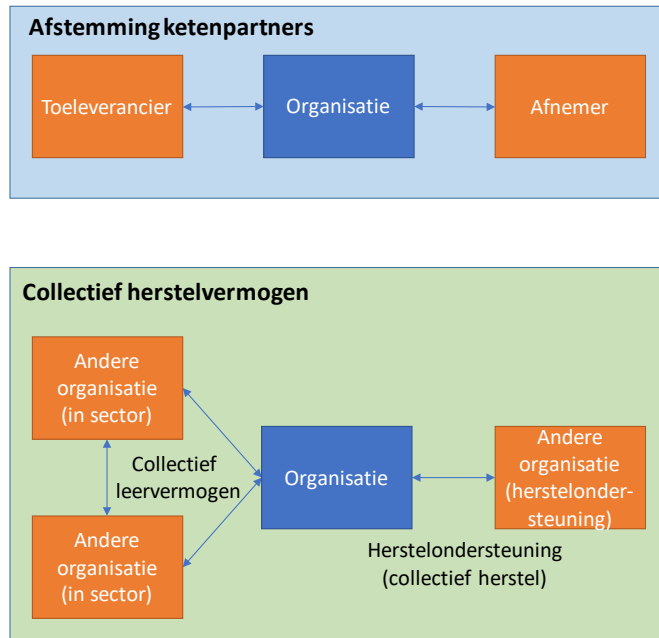 Afstemming ketenpartners
Toeleverancier
Organisatie
Afnemer
Collectief herstelvermogen
Andere
organisatie
(in sector)
Collectief
leervermogen
Andere
organisatie
(in sector)
Organisatie
Andere
organisatie
(herstelonder-
steuning)
Herstelondersteuning
(collectief herstel)